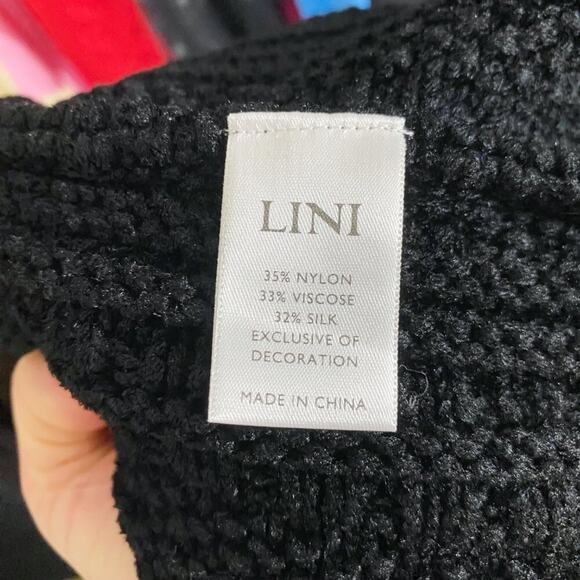 LINI
35% NYLON
33% VISCOSE
32% SILK
EXCLUSIVE OF
DECORATION
MADE IN CHINA